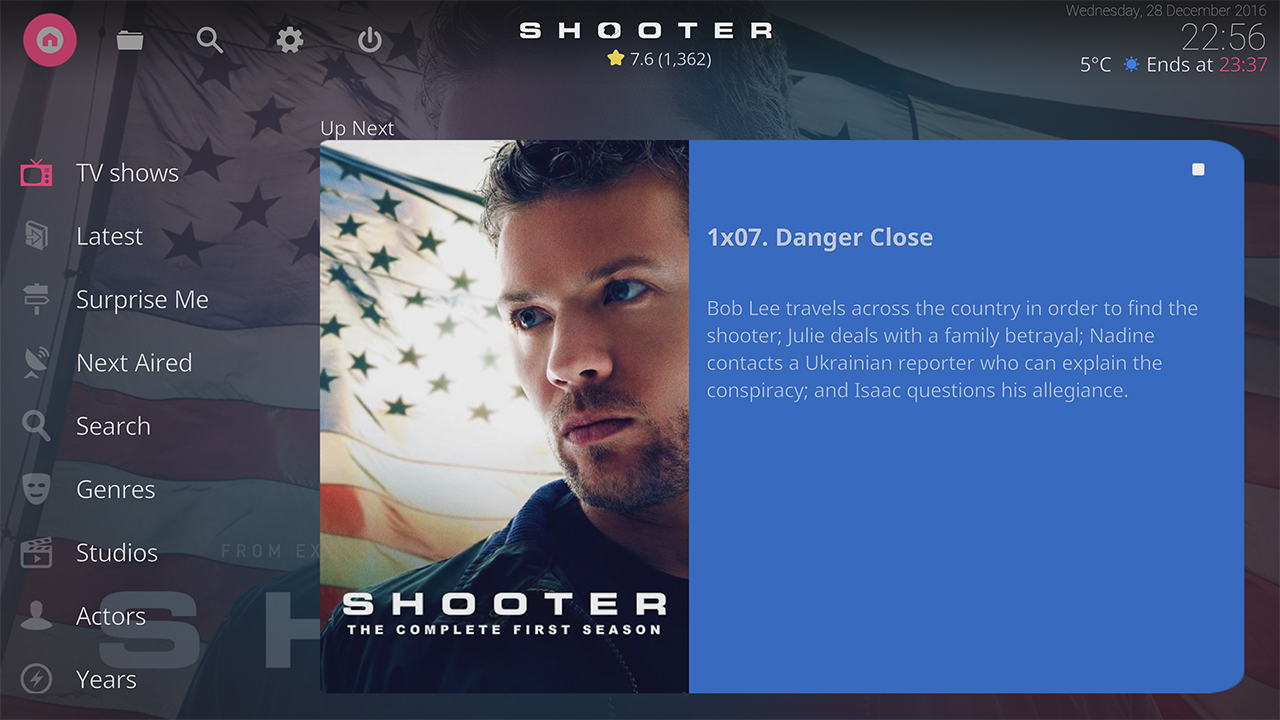 Wednesday, 28 December 2016
SHOOTER
22:56
7.6 (1,362)
5°C Ends at 23:37
Up Next
TV shows
Latest
Surprise Me
Next Aired
Search
Genres
Studios
Actors
Years
FROM EX
SH
SHOOTER
THE COMPLETE FIRST SEASON
1x07. Danger Close
Bob Lee travels across the country in order to find the
shooter; Julie deals with a family betrayal; Nadine
contacts a Ukrainian reporter who can explain the
conspiracy; and Isaac questions his allegiance.